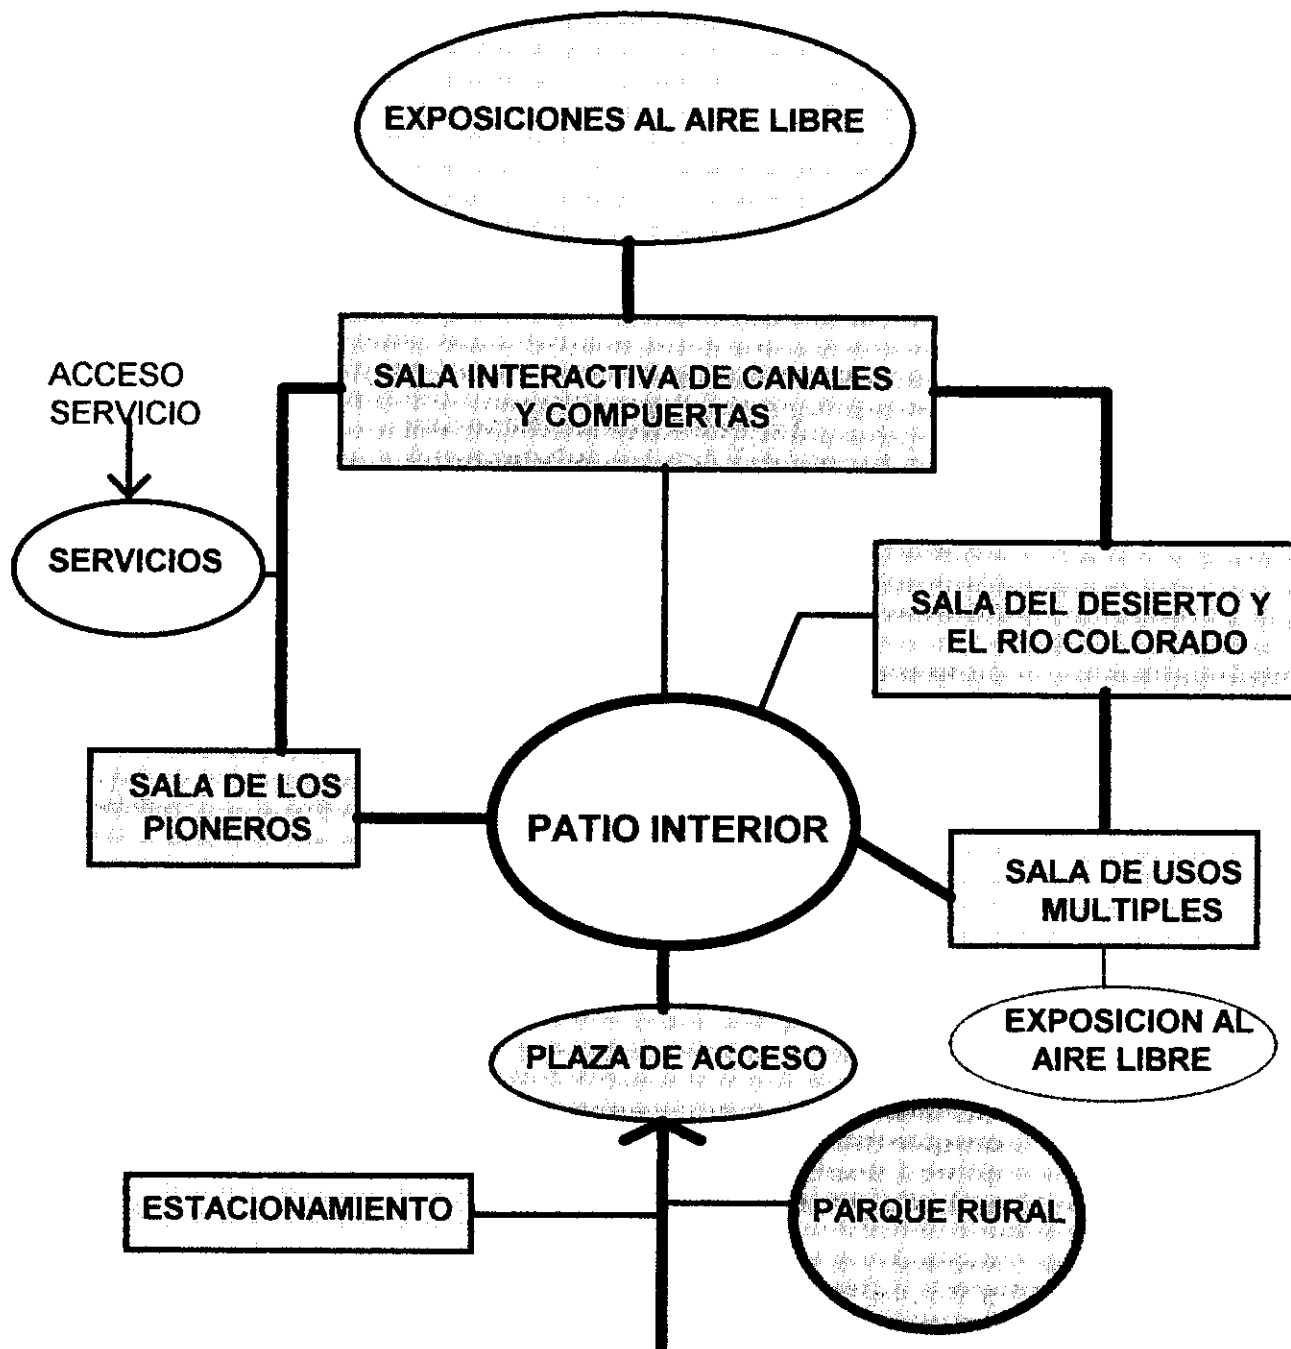 EXPOSICIONES AL AIRE LIBRE
SALA INTERACTIVA DE CANALES
Y COMPUERTAS
ACCESO
SERVICIO
SERVICIOS
SALA DEL DESIERTO Y
EL RIO COLORADO
SALA DE LOS
PIONEROS
PATIO INTERIOR
SALA DE USOS
MULTIPLES
EXPOSICION AL
AIRE LIBRE
PLAZA DE ACCESO
ESTACIONAMIENTO
PARQUE RURAL